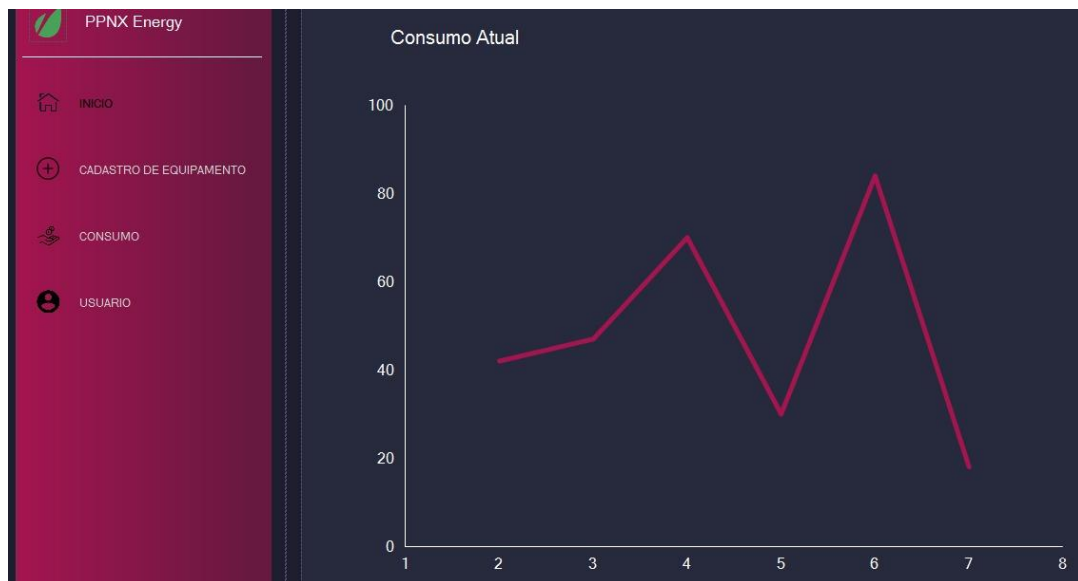 PPNX Energy
INICIO
CADASTRO DE EQUIPAMENTO
CONSUMO
USUARIO
Consumo Atual
100
80
60
40
20
0
1 2 3 4 5 6 7 8